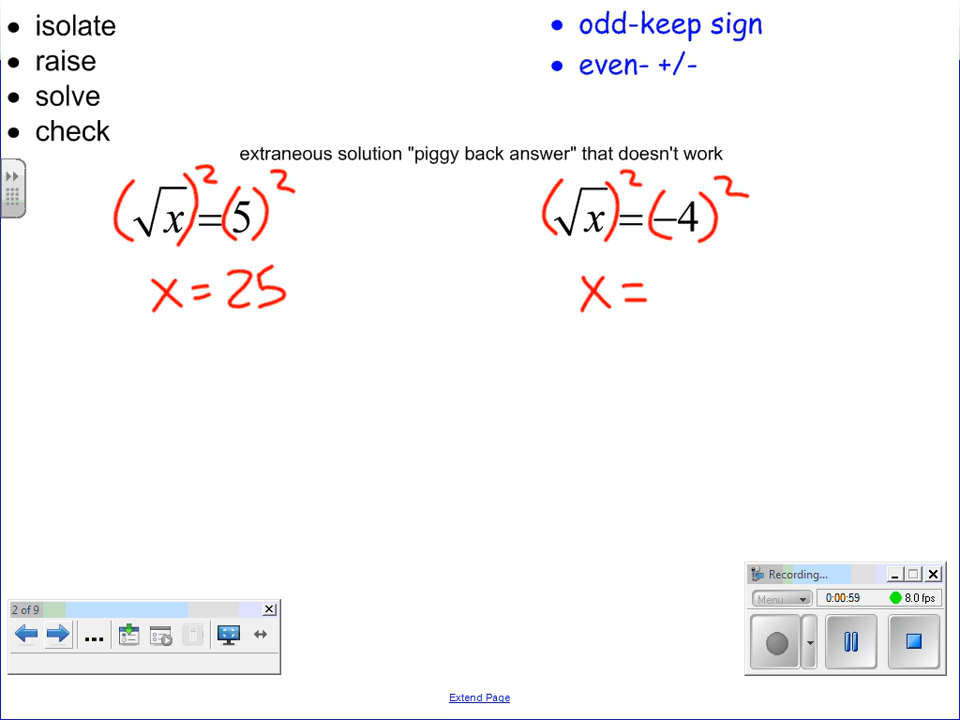 • isolate
• raise
• solve
• check
• odd-keep sign
• even- +/-
extraneous solution "piggy back answer" that doesn't work
(√x)²=(5)²
(√x)²=(−4)²
x = 25
x =
2 of 9
...
Recording...
Menu
0:00:59
8.0 fps
Extend Page